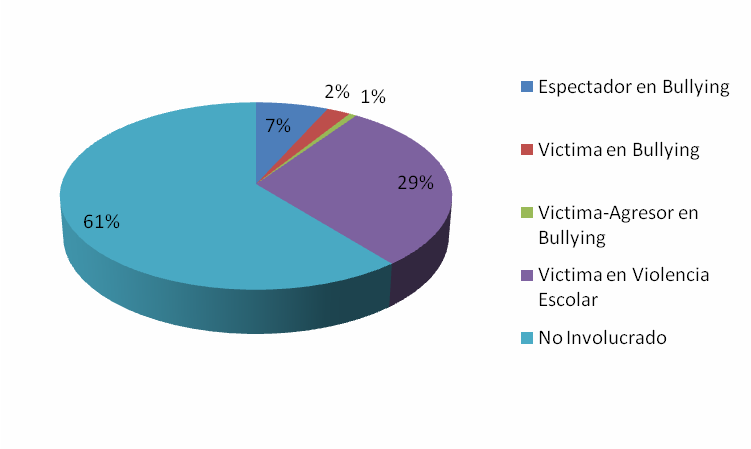 2%
1%
7%
29%
61%
Espectador en Bullying
Victima en Bullying
Victima-Agresor en
Bullying
Victima en Violencia
Escolar
No Involucrado